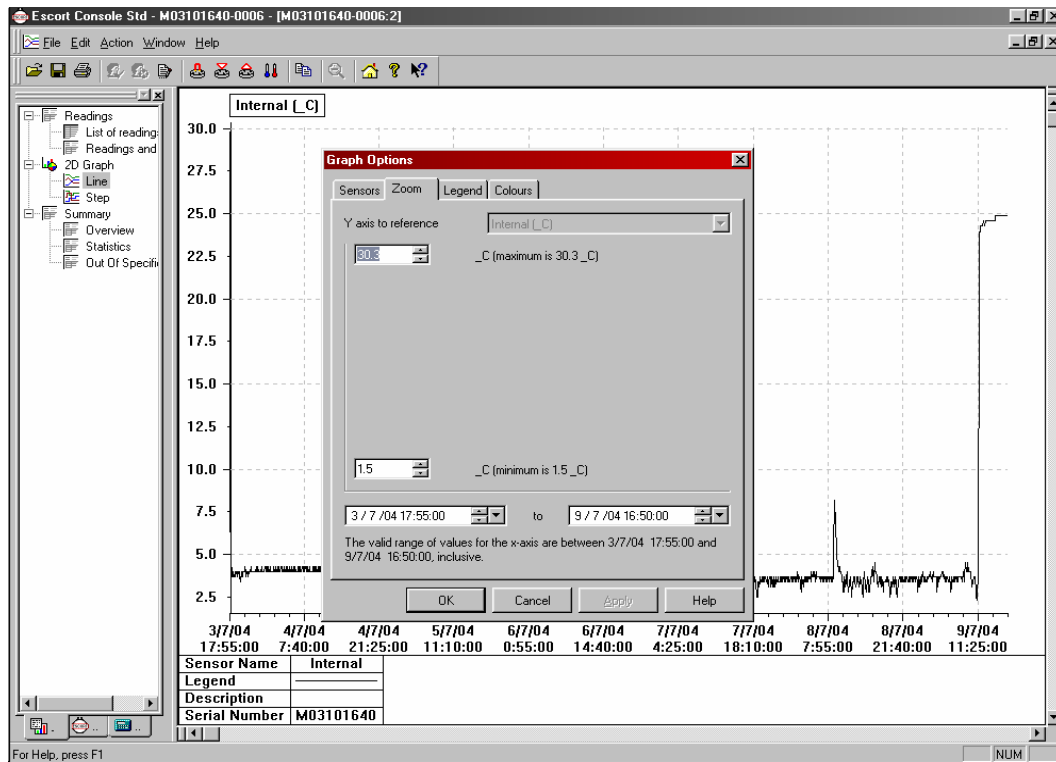 Escort Console Std - M03101640-0006 - [M03101640-0006:2]
File Edit Action Window Help
Readings
List of reading
Readings and
2D Graph
Line
Step
Summary
Overview
Statistics
Out Of Specifi
Internal (_C)
30.0
27.5
25.0
22.5
20.0
17.5
15.0
12.5
10.0
7.5
5.0
2.5
Graph Options
Sensors Zoom Legend Colours
Y axis to reference Internal (_C)
30.3 _C (maximum is 30.3 _C)
1.5 _C (minimum is 1.5 _C)
3 / 7 /04 17:55:00 to 9 / 7 /04 16:50:00
The valid range of values for the x-axis are between 3/7/04 17:55:00 and
9/7/04 16:50:00, inclusive.
OK Cancel Apply Help
3/7/04 4/7/04 4/7/04 5/7/04 6/7/04 6/7/04 7/7/04 7/7/04 8/7/04 8/7/04 9/7/04
17:55:00 7:40:00 21:25:00 11:10:00 0:55:00 14:40:00 4:25:00 18:10:00 7:55:00 21:40:00 11:25:00
Sensor Name Internal
Legend
Description
Serial Number M03101640
For Help, press F1
NUM